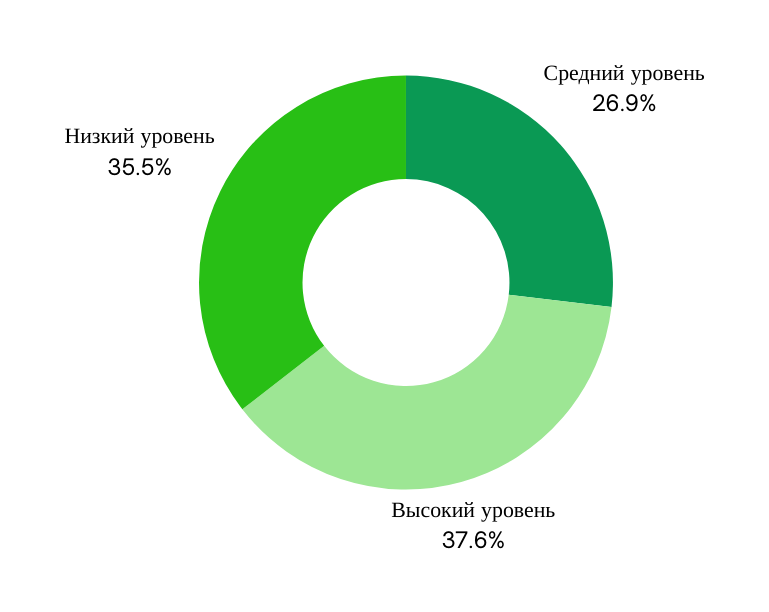 Средний уровень
26.9%
Низкий уровень
35.5%
Высокий уровень
37.6%